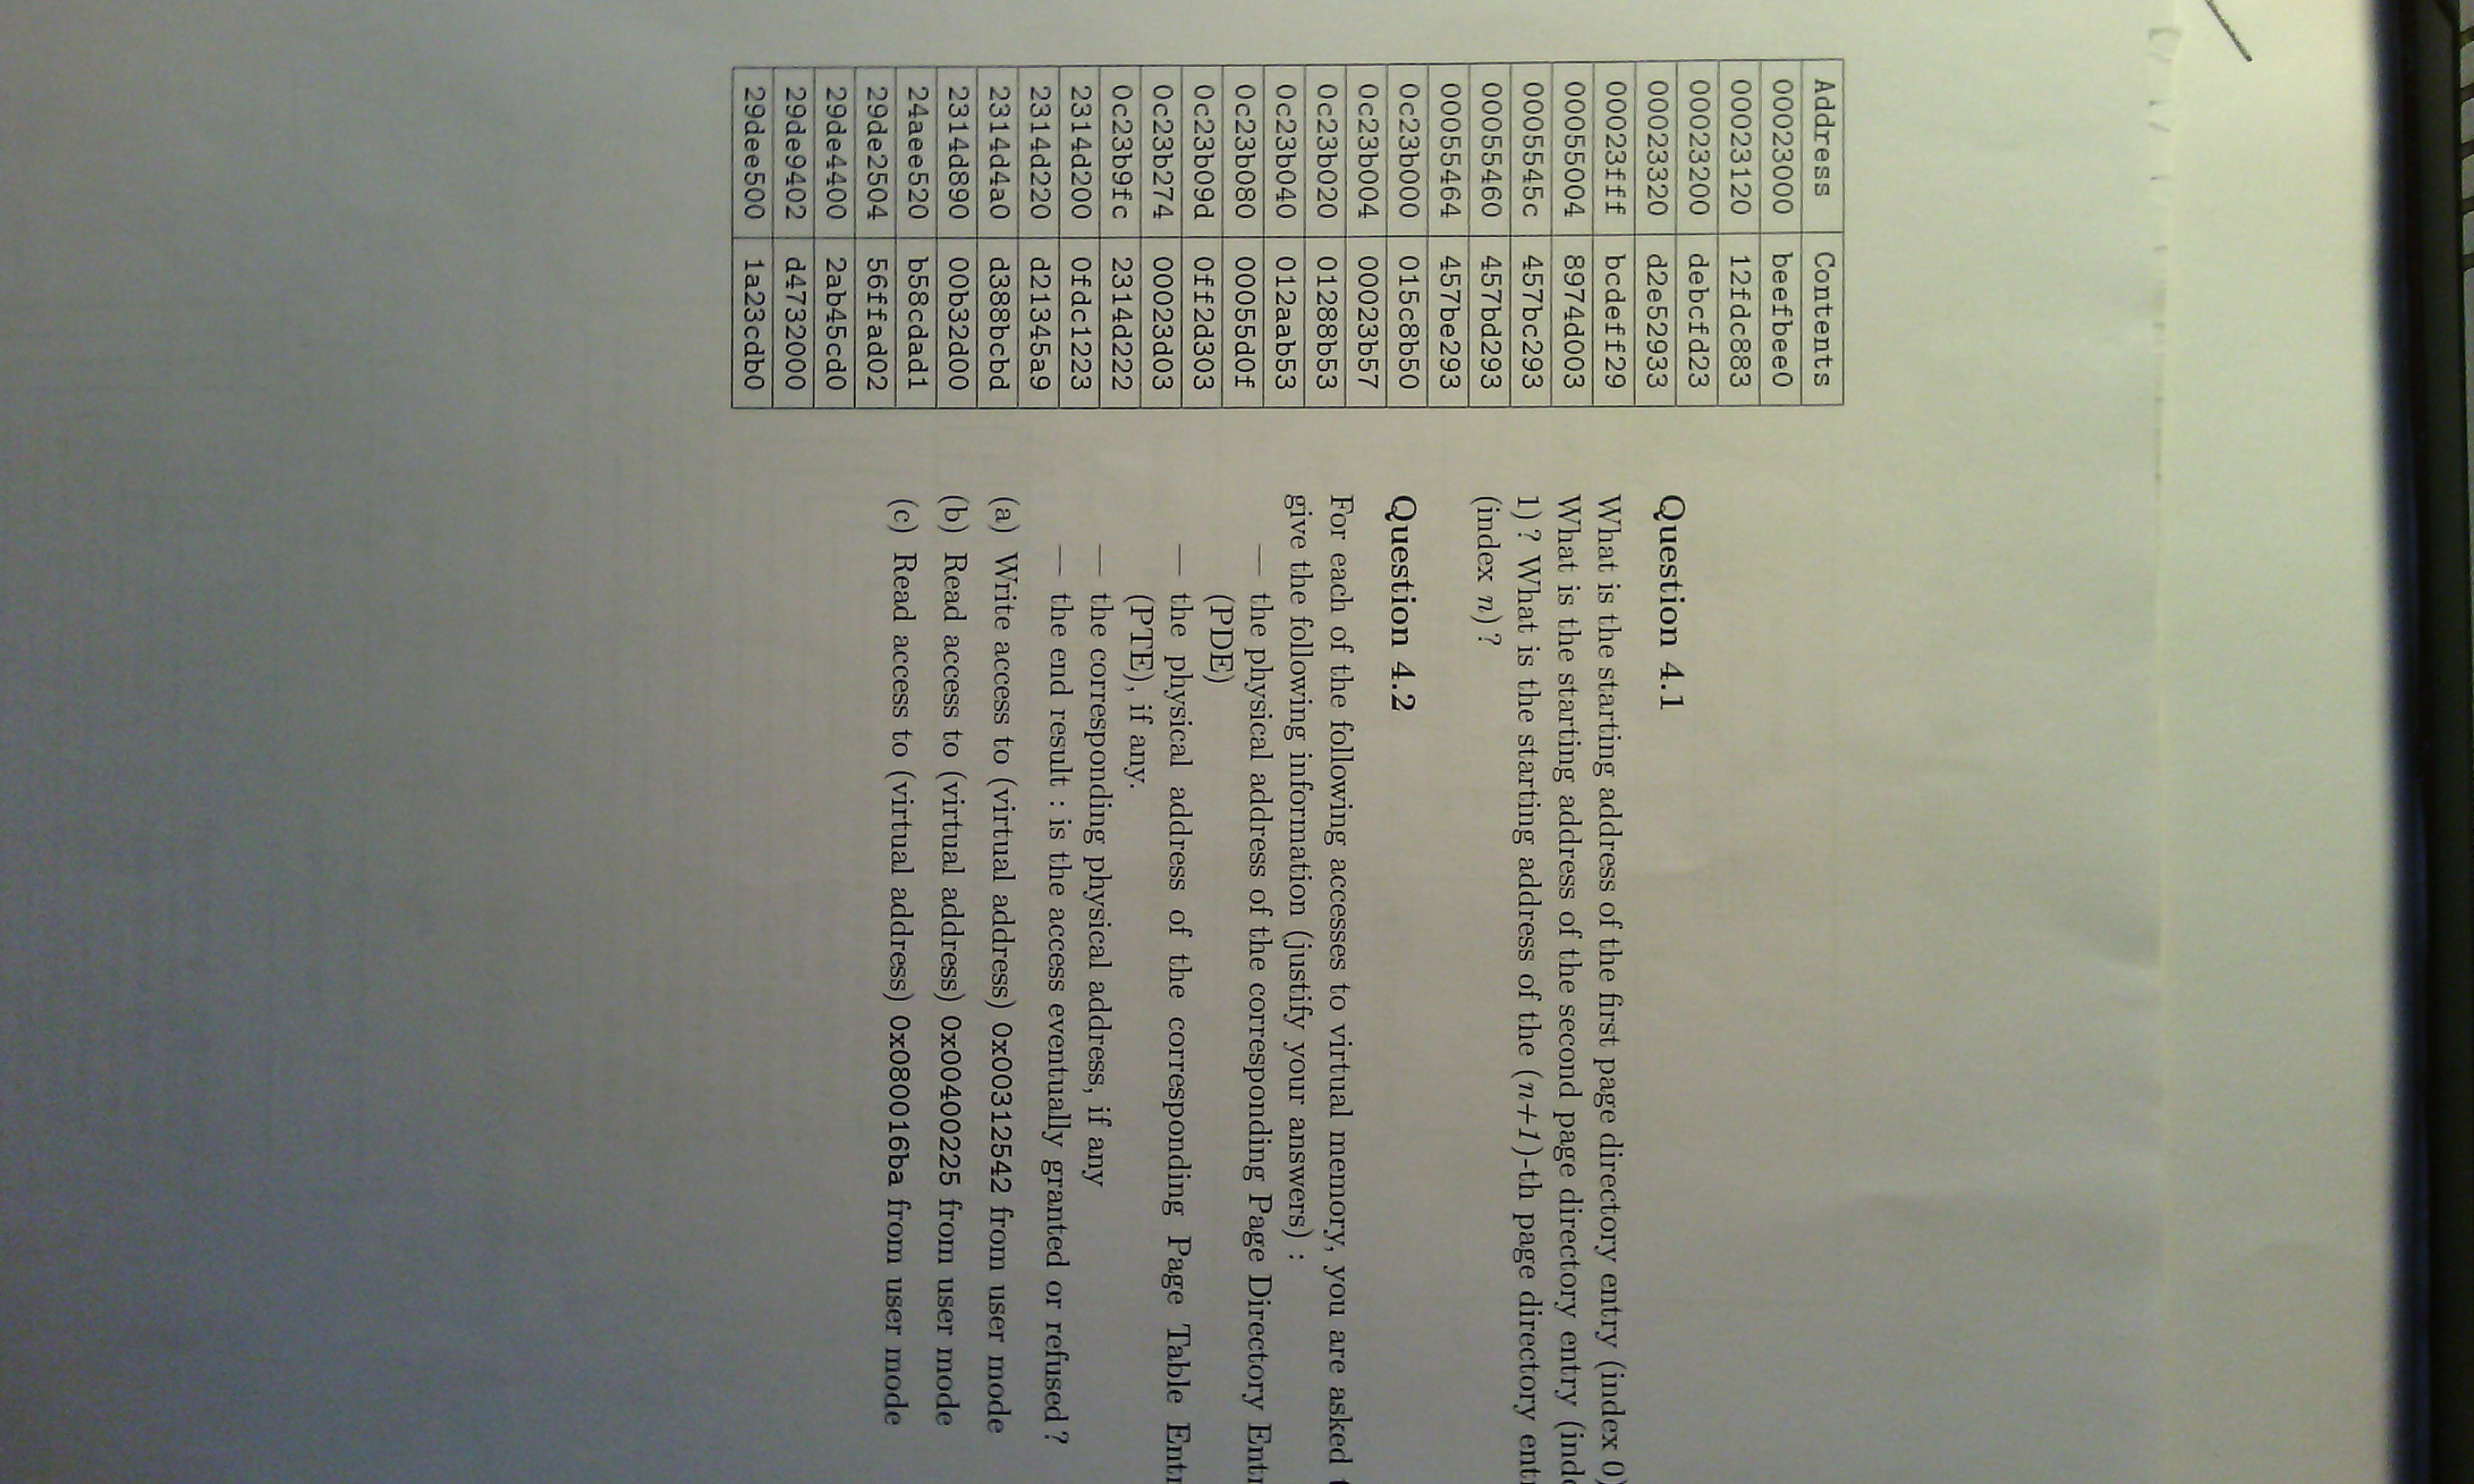 Address Contents
00023000 beefbee0
00023120 12fdc883
00023200 debcfd23
00023320 d2e52933
00023fff bcdeff29
00055004 8974d003
0005545c 457bc293
00055460 457bd293
00055464 457be293
0c23b000 015c8b50
0c23b004 00023b57
0c23b020 01288b53
0c23b040 012aab53
0c23b080 00055d0f
0c23b09d 0ff2d303
0c23b274 00023d03
0c23b9fc 2314d222
2314d200 0fdc1223
2314d220 d21345a9
2314d4a0 d388bcbd
2314d890 00b32d00
24aee520 b58cdad1
29de2504 56ffad02
29de4400 2ab45cd0
29de9402 d4732000
29dee500 1a23cdb0
Question 4.1
What is the starting address of the first page directory entry (index 0)
What is the starting address of the second page directory entry (inde
1) ? What is the starting address of the (n+1)-th page directory entr
(index n) ?
Question 4.2
For each of the following accesses to virtual memory, you are asked t
give the following information (justify your answers) :
— the physical address of the corresponding Page Directory Entr
(PDE)
— the physical address of the corresponding Page Table Entr
(PTE), if any.
— the corresponding physical address, if any
— the end result : is the access eventually granted or refused ?
(a) Write access to (virtual address) 0x00312542 from user mode
(b) Read access to (virtual address) 0x00400225 from user mode
(c) Read access to (virtual address) 0x080016ba from user mode